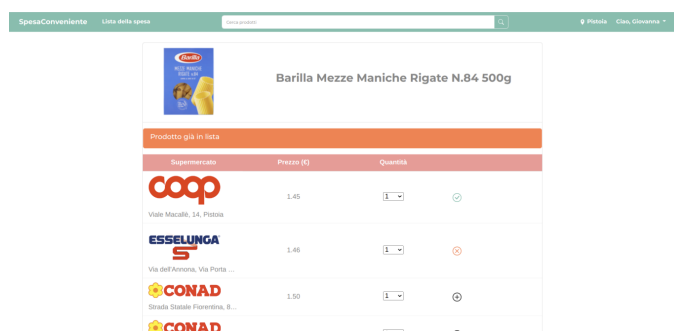 SpesaConveniente Lista della spesa Cerca prodotti Pistoia Ciao, Giovanna
Barilla
MEZZE MANICHE
RIGATE n.84
Barilla Mezze Maniche Rigate N.84 500g
Prodotto già in lista
Supermercato Prezzo (€) Quantità
coop
1.45 1
Viale Macallè, 14, Pistoia
ESSELUNGA
1.46 1
Via dell'Annona, Via Porta ...
CONAD
1.50 1
Strada Statale Fiorentina, 8...
CONAD